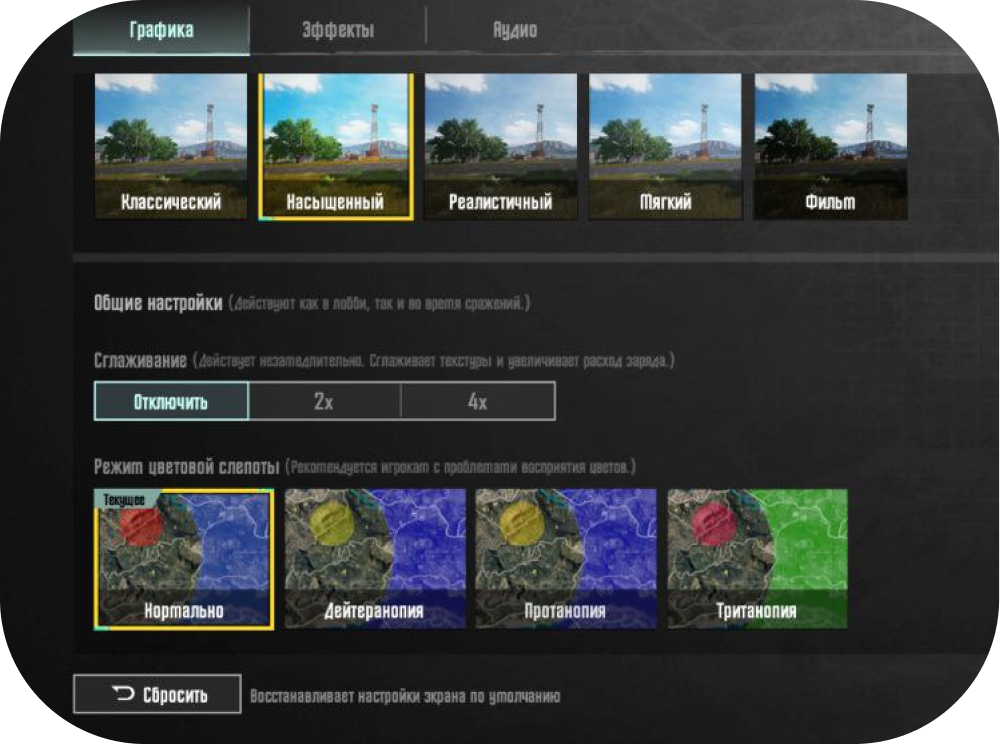 Графика Эффекты Аудио
Классический Насыщенный Реалистичный Мягкий Фильм
Общие настройки (Действуют как в лобби, так и во время сражений.)
Сглаживание (Действует незамедлительно. Сглаживает текстуры и увеличивает расход заряда.)
Отключить 2x 4x
Режим цветовой слепоты (Рекомендуется игрокам с проблемами восприятия цветов.)
Текущее
Нормально Дейтеранопия Протанопия Тританопия
Сбросить Восстанавливает настройки экрана по умолчанию